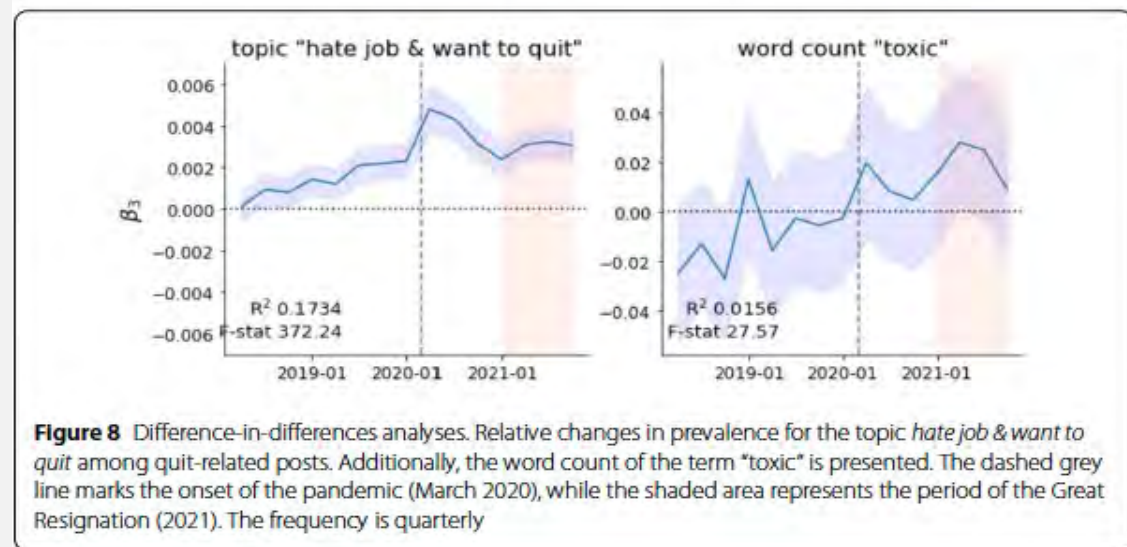 topic "hate job & want to quit"
word count "toxic"
0.006
0.004
0.002
0.000
−0.002
−0.004
−0.006
β3
R² 0.1734
F-stat 372.24
2019-01 2020-01 2021-01
0.04
0.02
0.00
−0.02
−0.04
R² 0.0156
F-stat 27.57
2019-01 2020-01 2021-01
Figure 8 Difference-in-differences analyses. Relative changes in prevalence for the topic hate job & want to
quit among quit-related posts. Additionally, the word count of the term "toxic" is presented. The dashed grey
line marks the onset of the pandemic (March 2020), while the shaded area represents the period of the Great
Resignation (2021). The frequency is quarterly